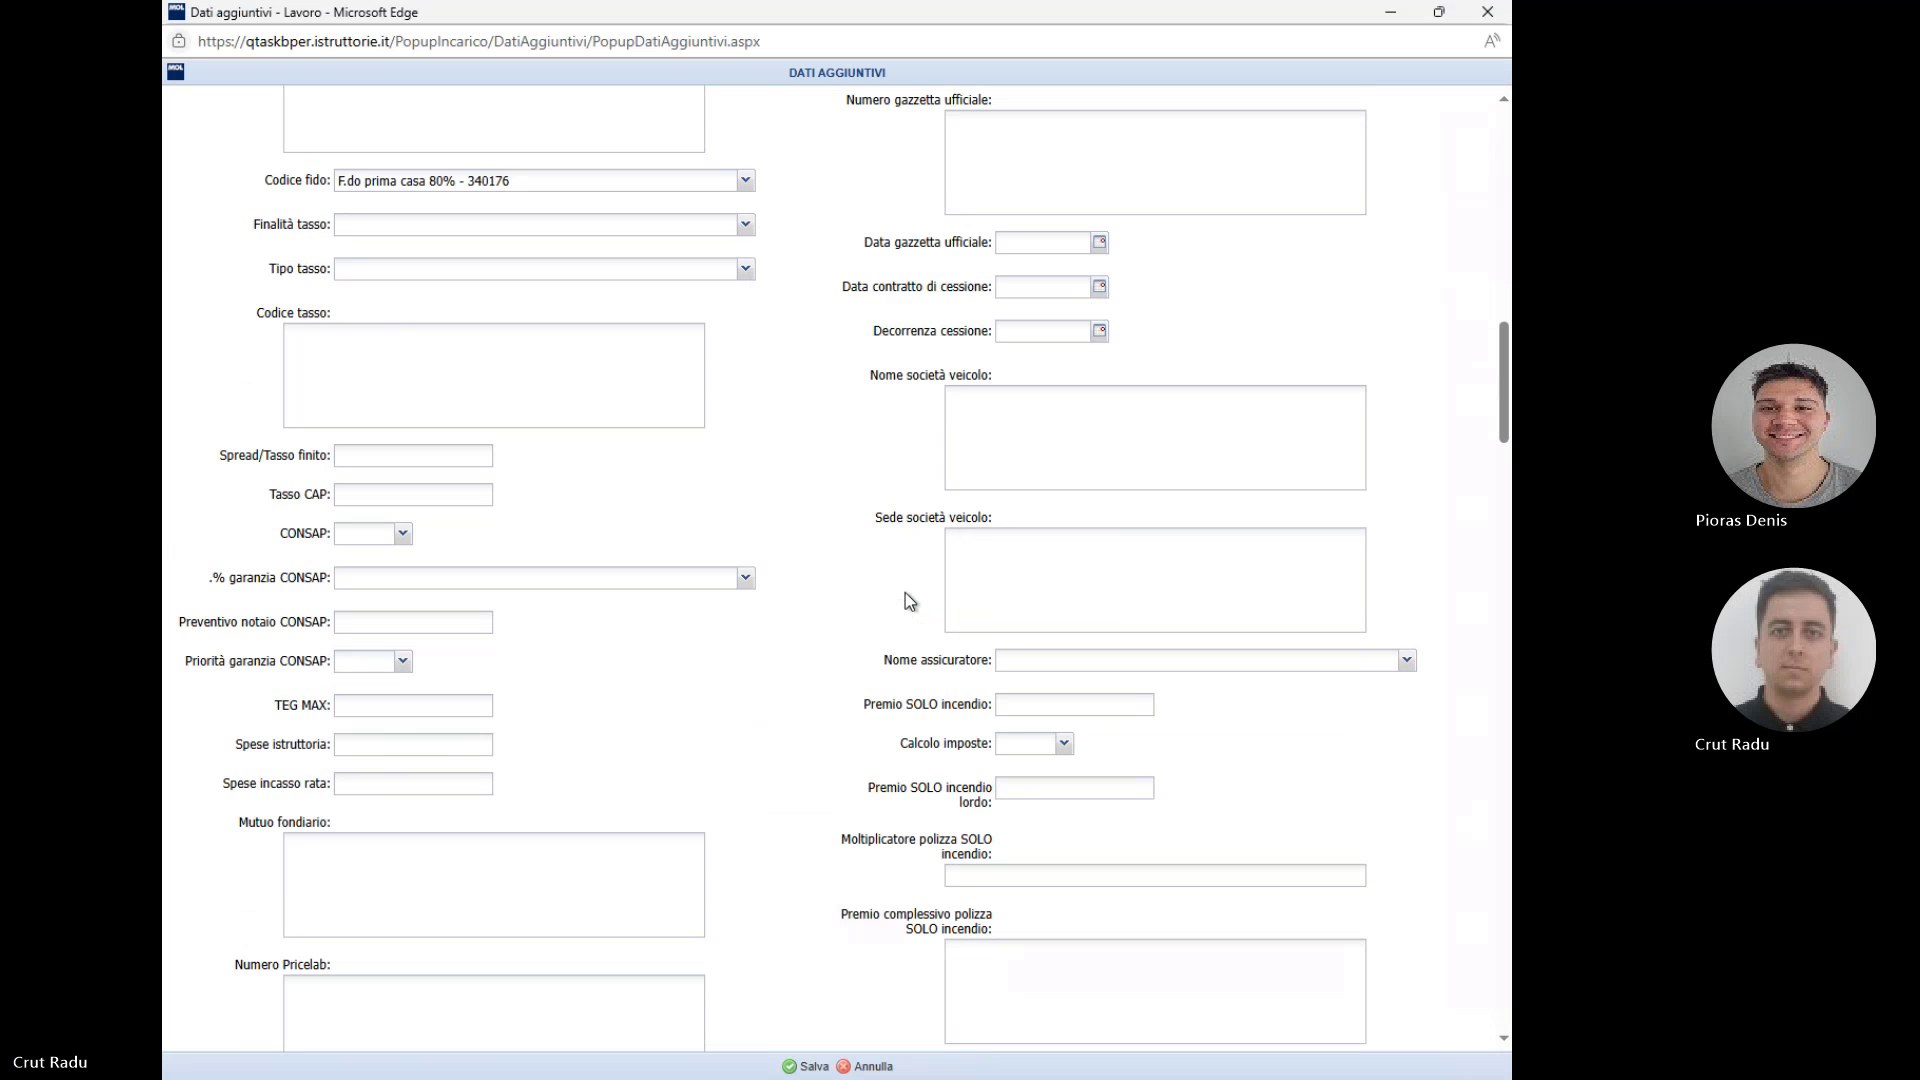 MOL
Dati aggiuntivi - Lavoro - Microsoft Edge
https://qtaskbper.istruttorie.it/PopupIncarico/DatiAggiuntivi/PopupDatiAggiuntivi.aspx
A
MOL
DATI AGGIUNTIVI
Codice fido:
F.do prima casa 80% - 340176
Finalità tasso:
Tipo tasso:
Codice tasso:
Spread/Tasso finito:
Tasso CAP:
CONSAP:
.% garanzia CONSAP:
Preventivo notaio CONSAP:
Priorità garanzia CONSAP:
TEG MAX:
Spese istruttoria:
Spese incasso rata:
Mutuo fondiario:
Numero Pricelab:
Numero gazzetta ufficiale:
Data gazzetta ufficiale:
Data contratto di cessione:
Decorrenza cessione:
Nome società veicolo:
Sede società veicolo:
Nome assicuratore:
Premio SOLO incendio:
Calcolo imposte:
Premio SOLO incendio
lordo:
Moltiplicatore polizza SOLO
incendio:
Premio complessivo polizza
SOLO incendio:
Salva
Annulla
Pioras Denis
Crut Radu
Crut Radu